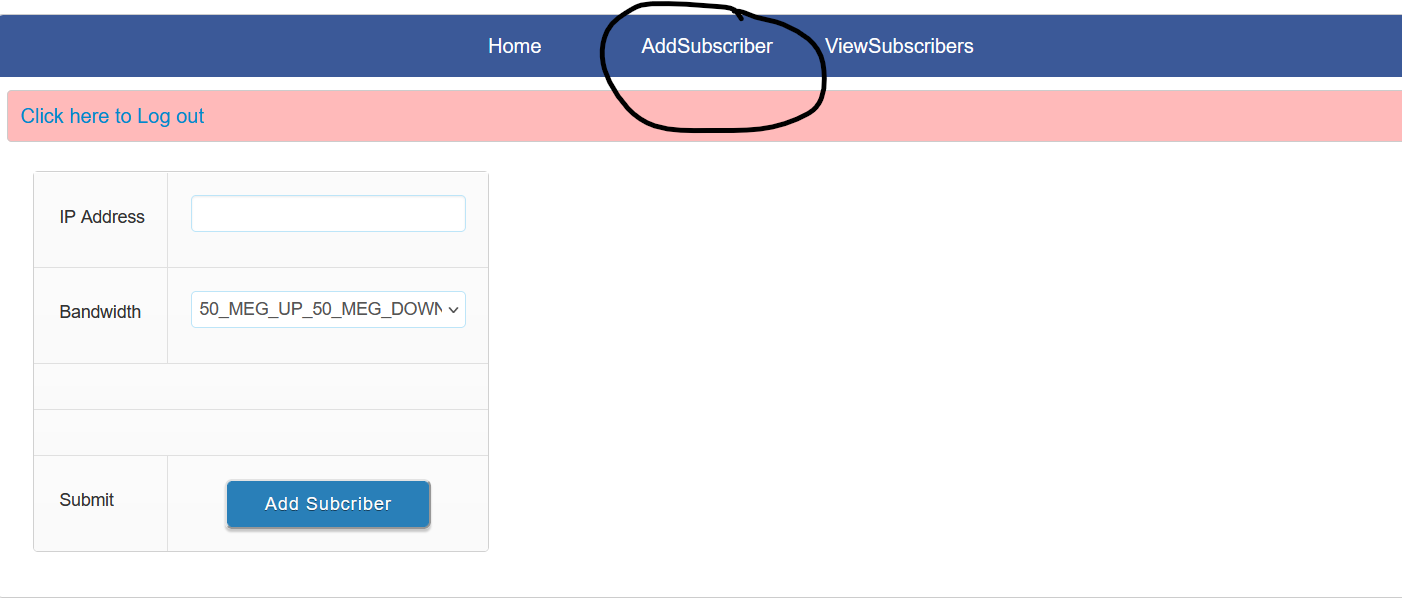 Home AddSubscriber ViewSubscribers
Click here to Log out
IP Address
Bandwidth 50_MEG_UP_50_MEG_DOWN
Submit Add Subcriber